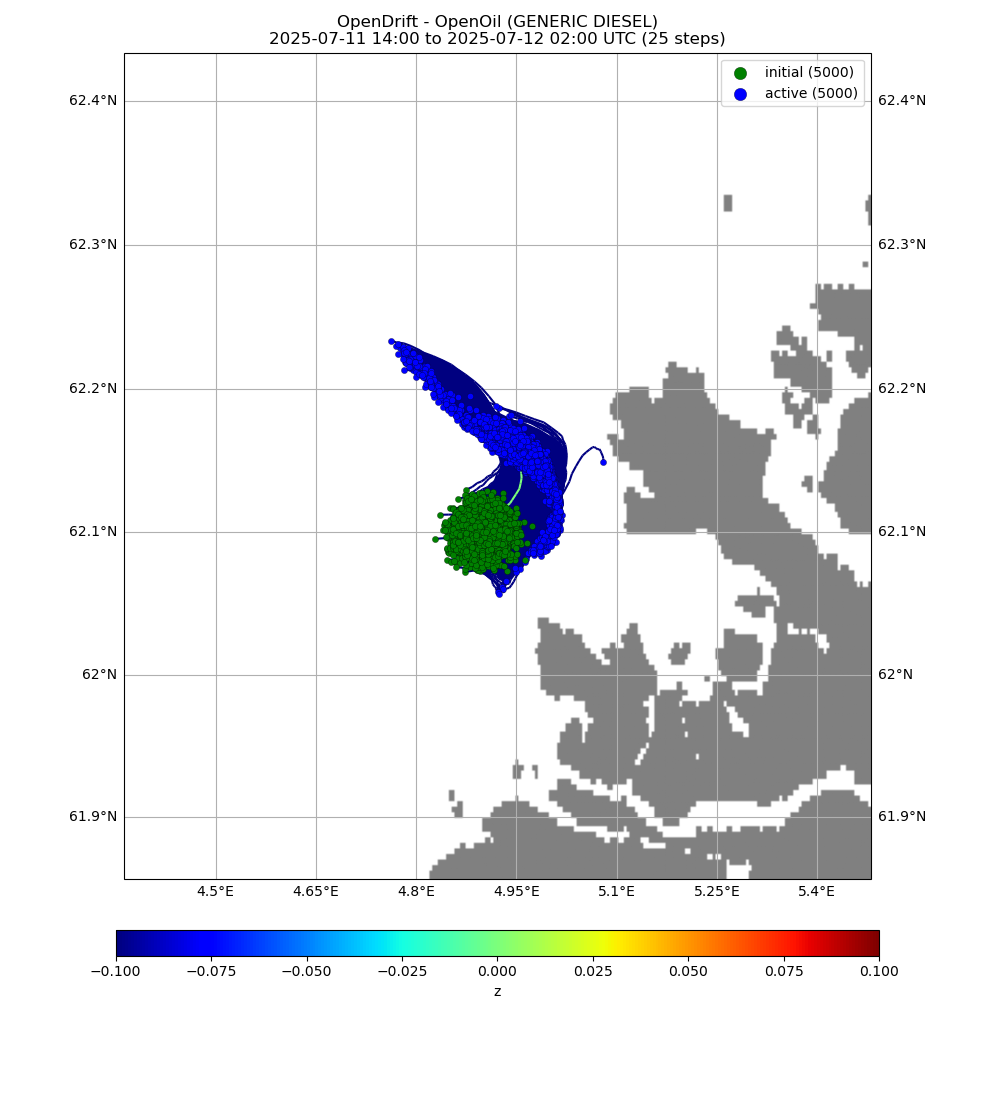 OpenDrift - OpenOil (GENERIC DIESEL)
2025-07-11 14:00 to 2025-07-12 02:00 UTC (25 steps)
initial (5000)
active (5000)
62.4°N 62.4°N
62.3°N 62.3°N
62.2°N 62.2°N
62.1°N 62.1°N
62°N 62°N
61.9°N 61.9°N
4.5°E 4.65°E 4.8°E 4.95°E 5.1°E 5.25°E 5.4°E
−0.100 −0.075 −0.050 −0.025 0.000 0.025 0.050 0.075 0.100
z